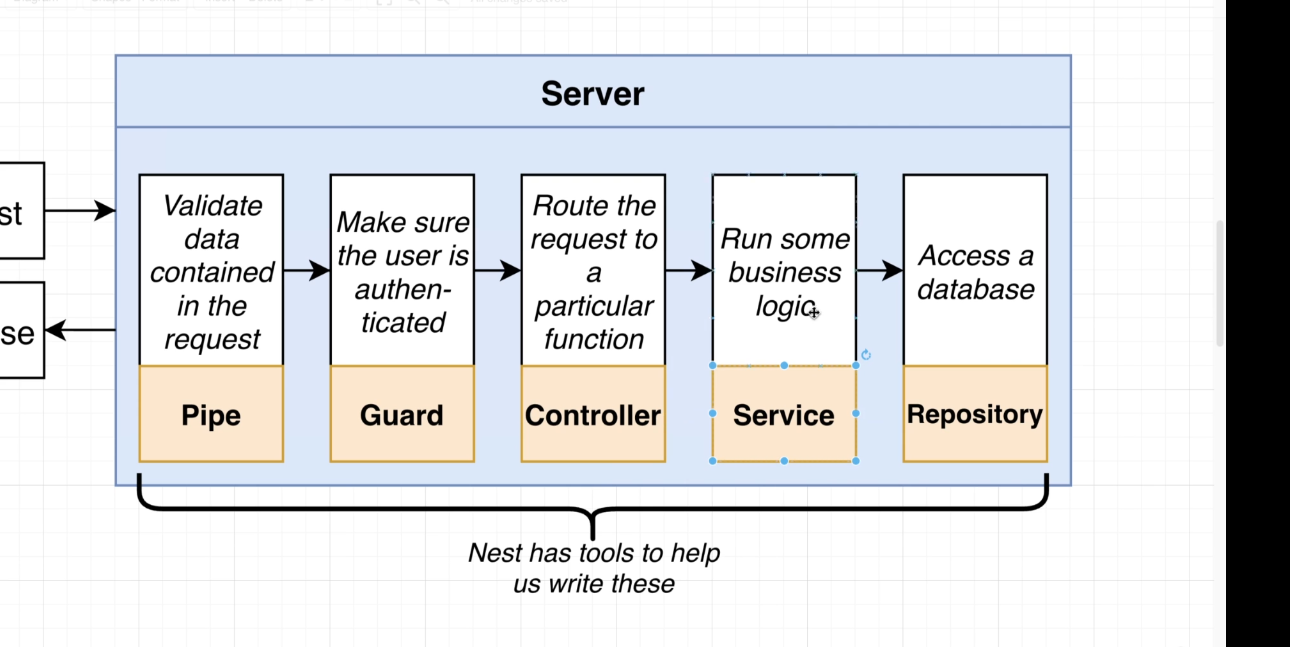 Server
st
se
Validate
data
contained
in the
request
Pipe
Make sure
the user is
authen-
ticated
Guard
Route the
request to
a
particular
function
Controller
Run some
business
logic
Service
Access a
database
Repository
Nest has tools to help
us write these